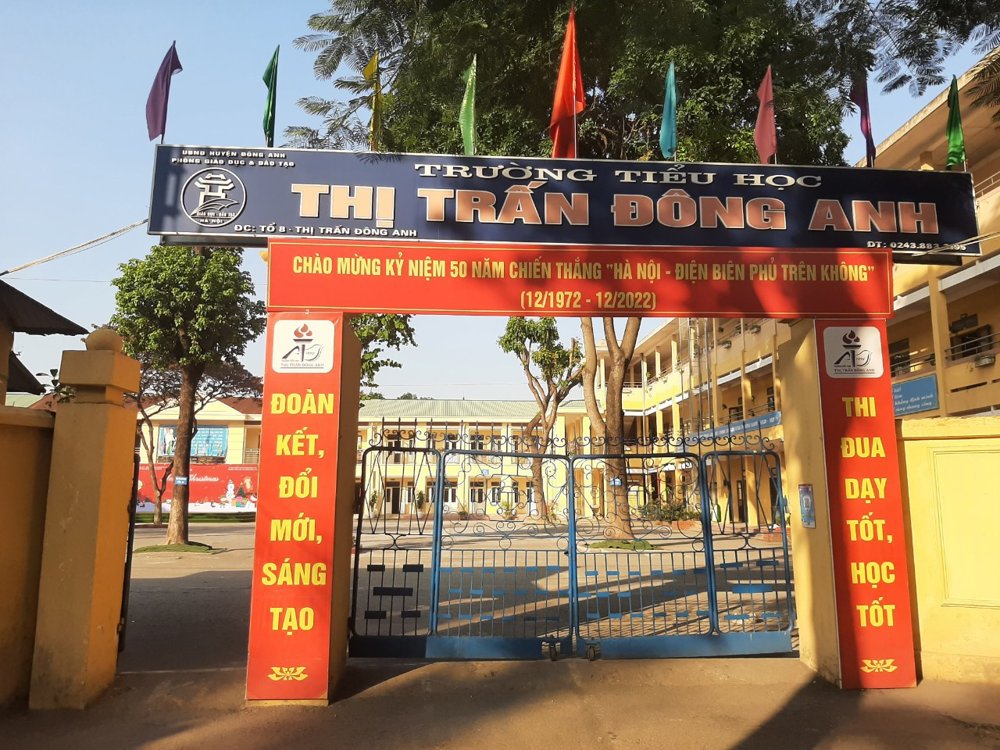 UBND HUYỆN ĐÔNG ANH
PHÒNG GIÁO DỤC & ĐÀO TẠO
TRƯỜNG TIỂU HỌC
THỊ TRẤN ĐÔNG ANH
GIÁO DỤC - ĐÀO TẠO
HÀ NỘI
ĐC: TỔ 8 - THỊ TRẤN ĐÔNG ANH
ĐT: 0243.883
CHÀO MỪNG KỶ NIỆM 50 NĂM CHIẾN THẮNG "HÀ NỘI - ĐIỆN BIÊN PHỦ TRÊN KHÔNG"
(12/1972 - 12/2022)
THỊ TRẤN ĐÔNG ANH
ĐOÀN
KẾT,
ĐỔI
MỚI,
SÁNG
TẠO
THỊ TRẤN ĐÔNG ANH
THI
ĐUA
DẠY
TỐT,
HỌC
TỐT
Christmas